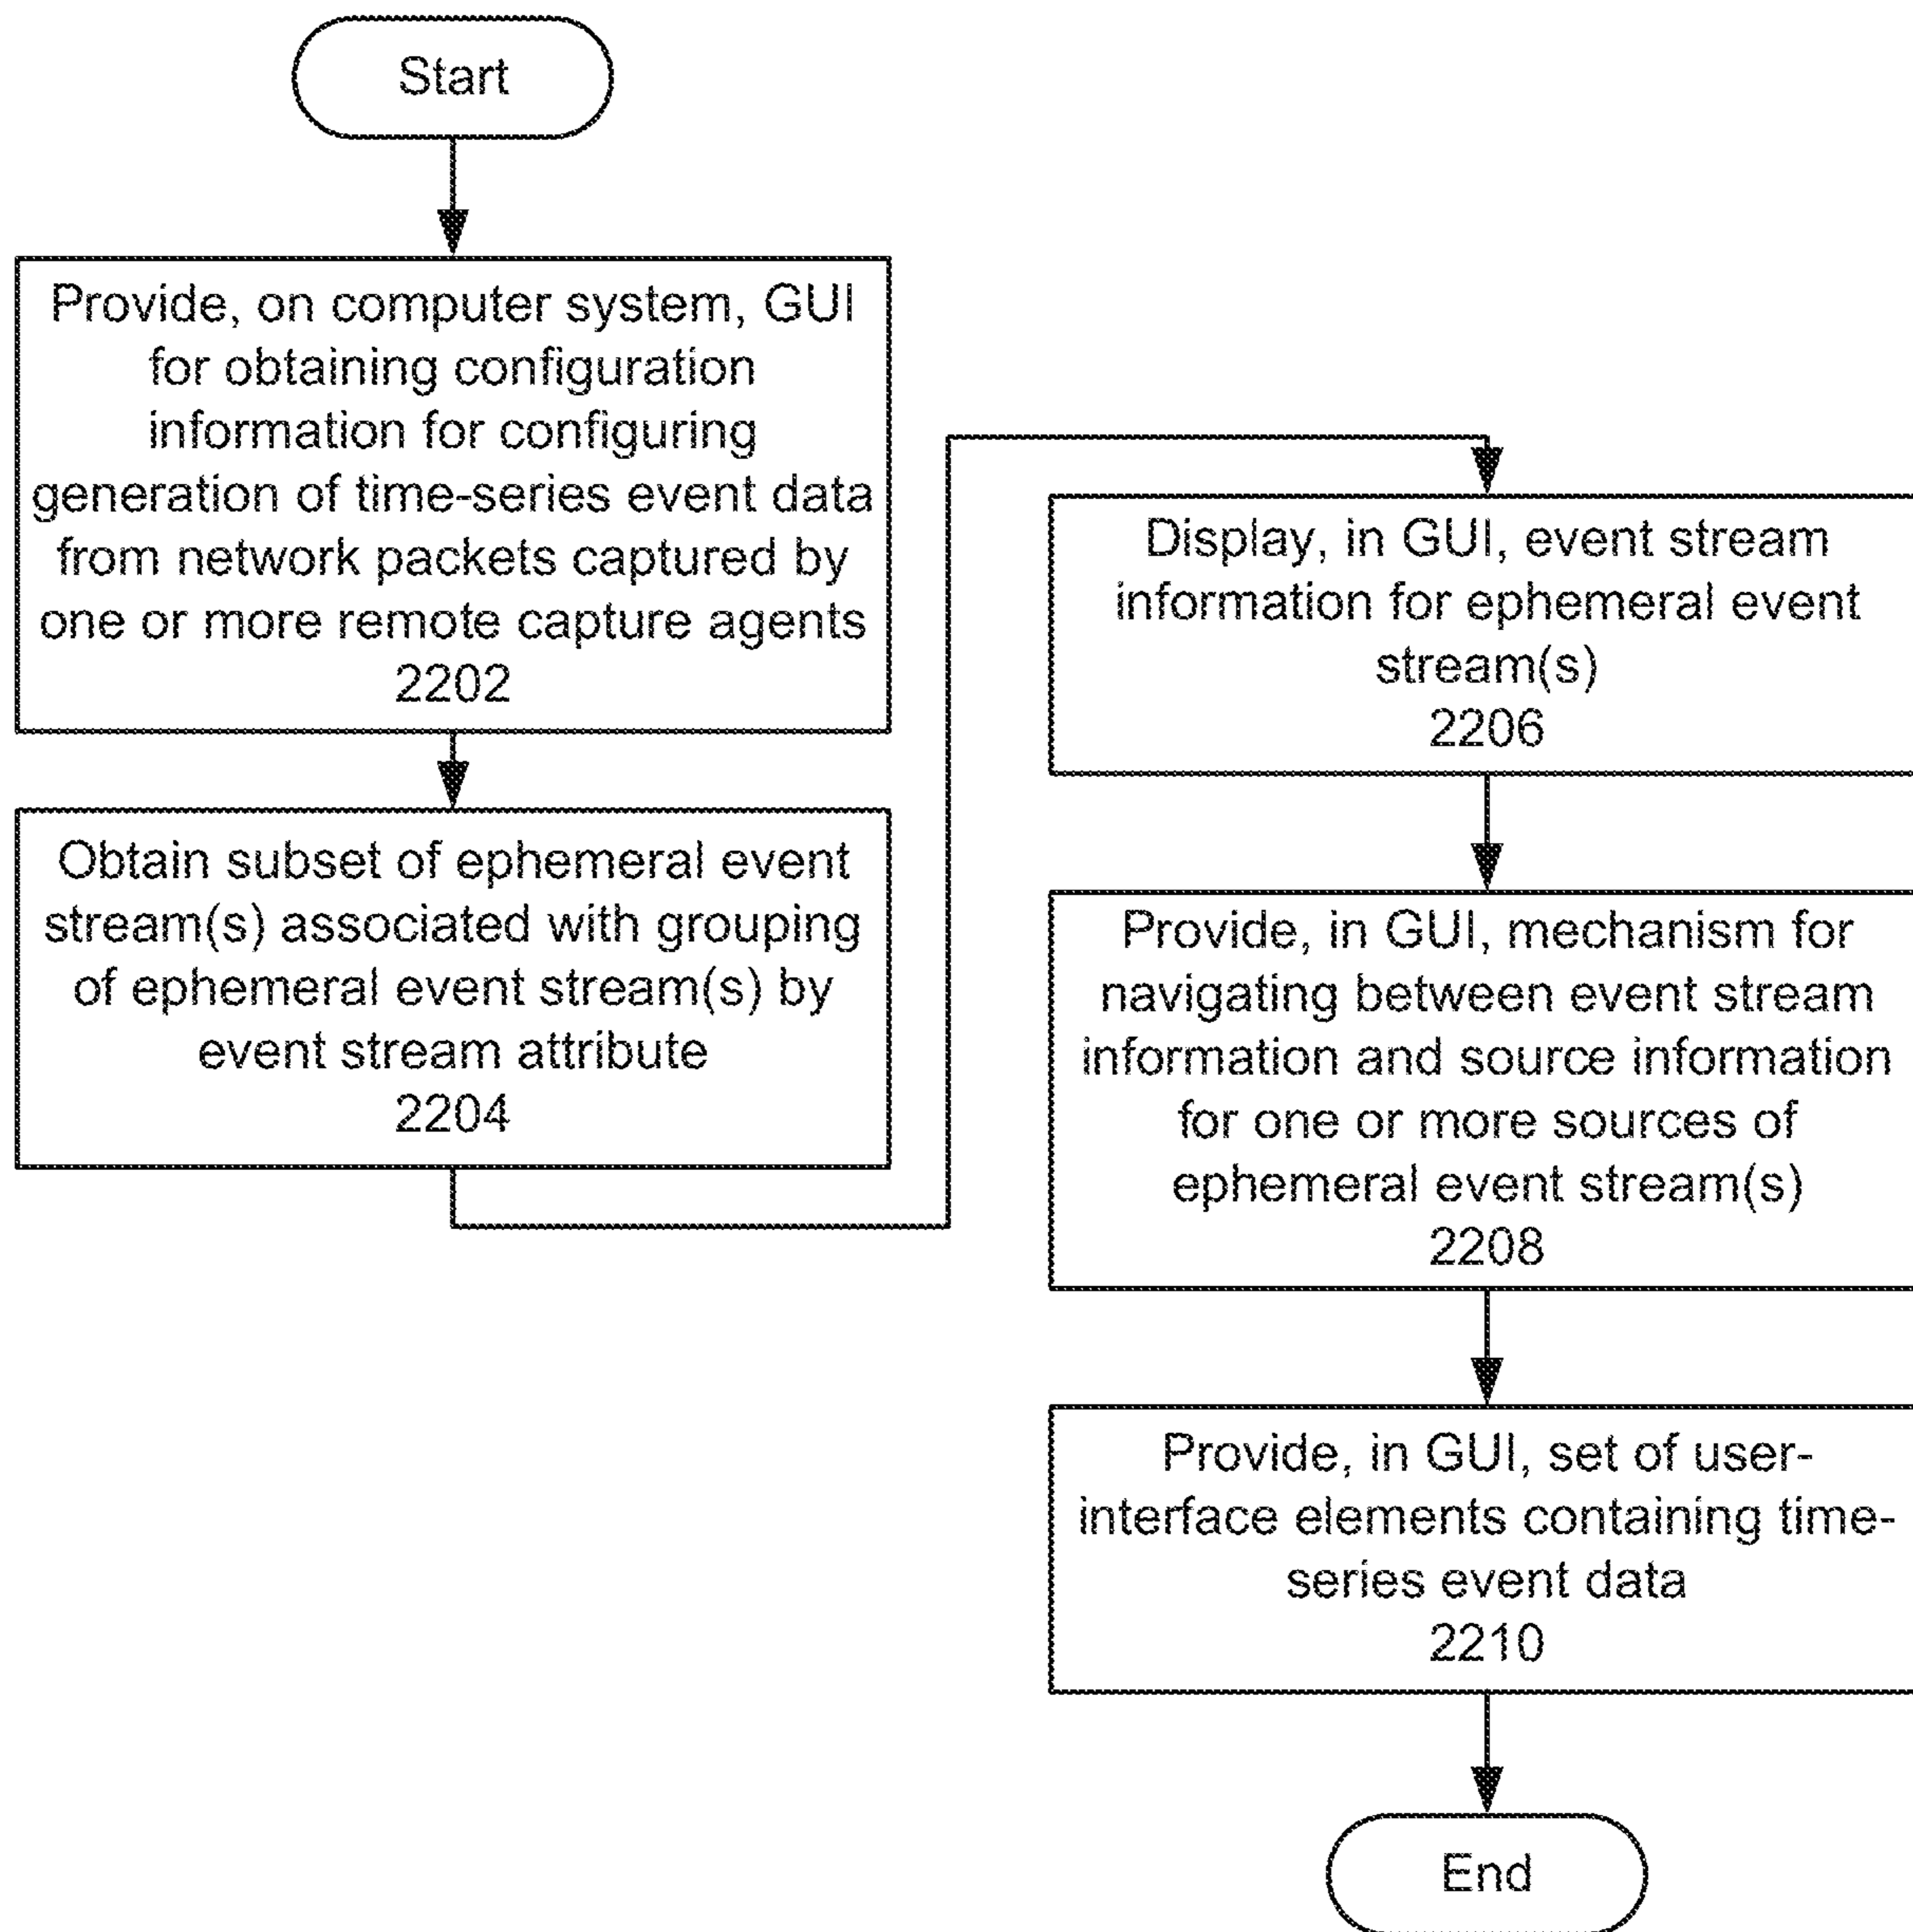 Start
Provide, on computer system, GUI
for obtaining configuration
information for configuring
generation of time-series event data
from network packets captured by
one or more remote capture agents
2202
Obtain subset of ephemeral event
stream(s) associated with grouping
of ephemeral event stream(s) by
event stream attribute
2204
Display, in GUI, event stream
information for ephemeral event
stream(s)
2206
Provide, in GUI, mechanism for
navigating between event stream
information and source information
for one or more sources of
ephemeral event stream(s)
2208
Provide, in GUI, set of user-
interface elements containing time-
series event data
2210
End